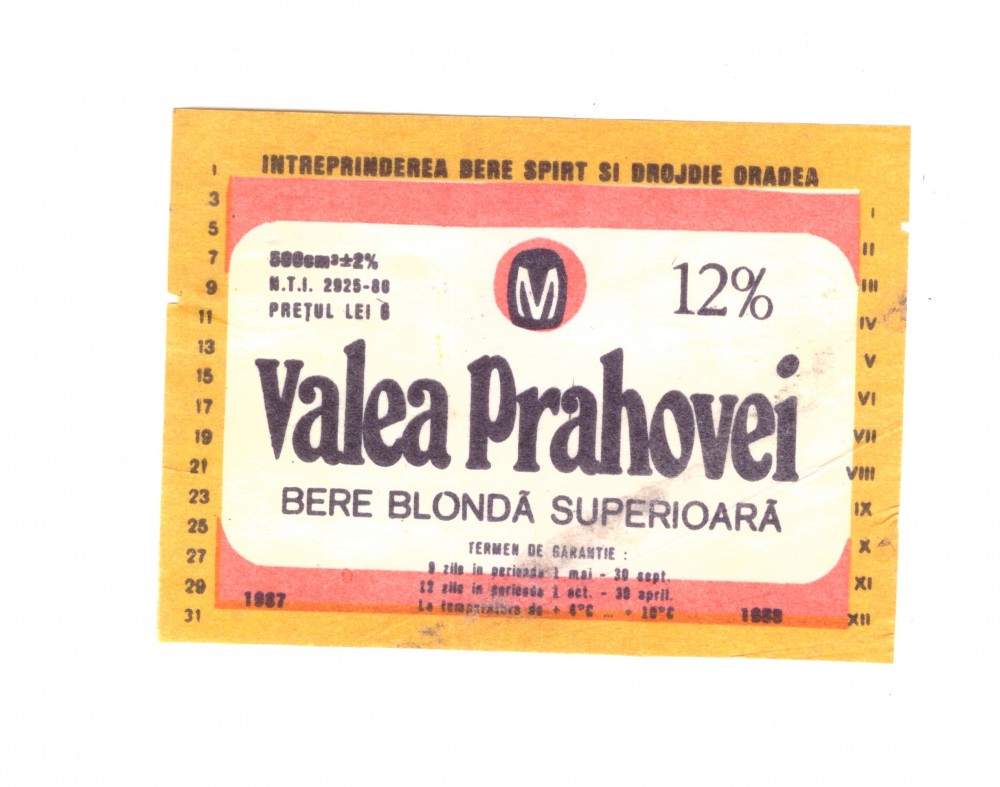 INTREPRINDEREA BERE SPIRT SI DROJDIE ORADEA
500cm³±2%
N.T.I. 2925-86
PREŢUL LEI 6
M
12%
Valea Prahovei
BERE BLONDĂ SUPERIOARĂ
TERMEN DE GARANTIE :
9 zile in perioada 1 mai - 30 sept.
12 zile in perioada 1 oct. - 30 april.
La temperatura de + 4°C ... + 10°C
1987
1988
1
3
5
7
9
11
13
15
17
19
21
23
25
27
29
31
I
II
III
IV
V
VI
VII
VIII
IX
X
XI
XII